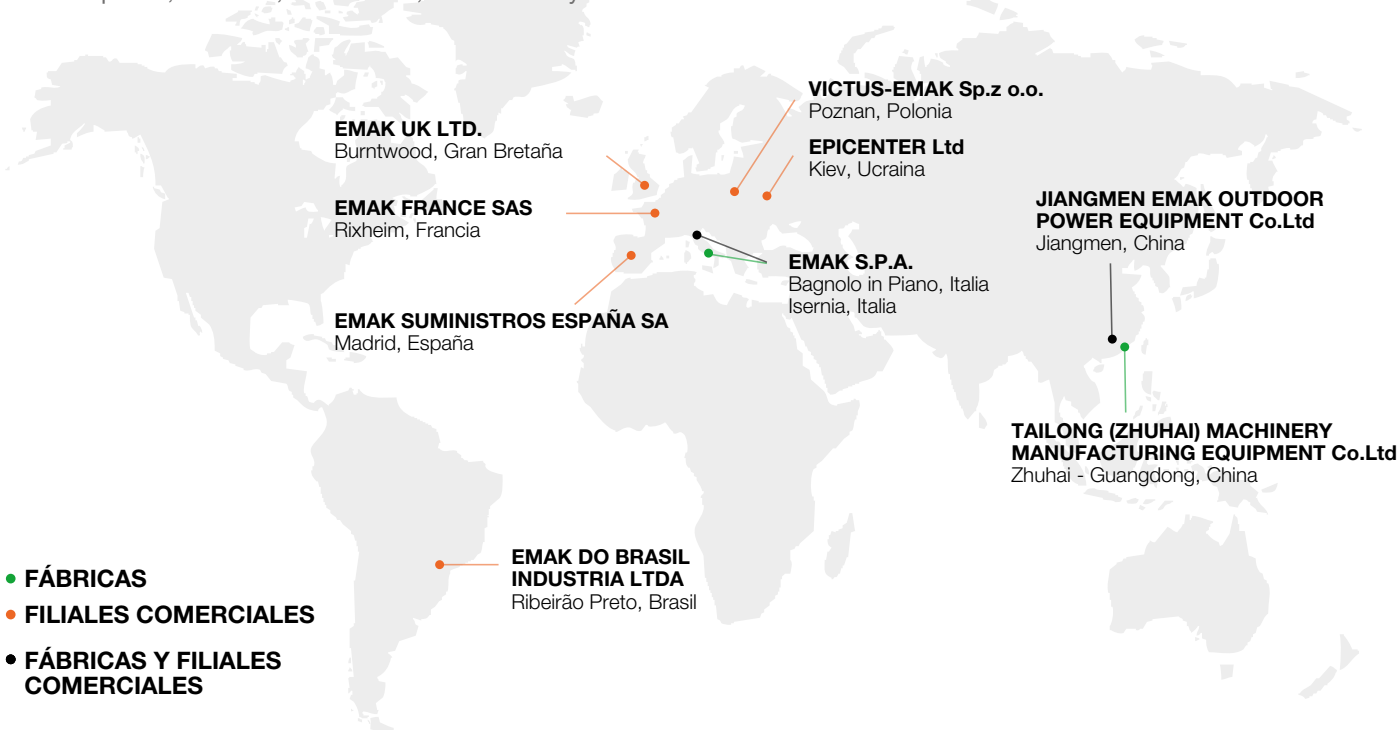 VICTUS-EMAK Sp.z o.o.
Poznan, Polonia
EMAK UK LTD.
Burntwood, Gran Bretaña
EPICENTER Ltd
Kiev, Ucraina
EMAK FRANCE SAS
Rixheim, Francia
JIANGMEN EMAK OUTDOOR
POWER EQUIPMENT Co.Ltd
Jiangmen, China
EMAK S.P.A.
Bagnolo in Piano, Italia
Isernia, Italia
EMAK SUMINISTROS ESPAÑA SA
Madrid, España
TAILONG (ZHUHAI) MACHINERY
MANUFACTURING EQUIPMENT Co.Ltd
Zhuhai - Guangdong, China
EMAK DO BRASIL
INDUSTRIA LTDA
Ribeirão Preto, Brasil
FÁBRICAS
FILIALES COMERCIALES
FÁBRICAS Y FILIALES
COMERCIALES